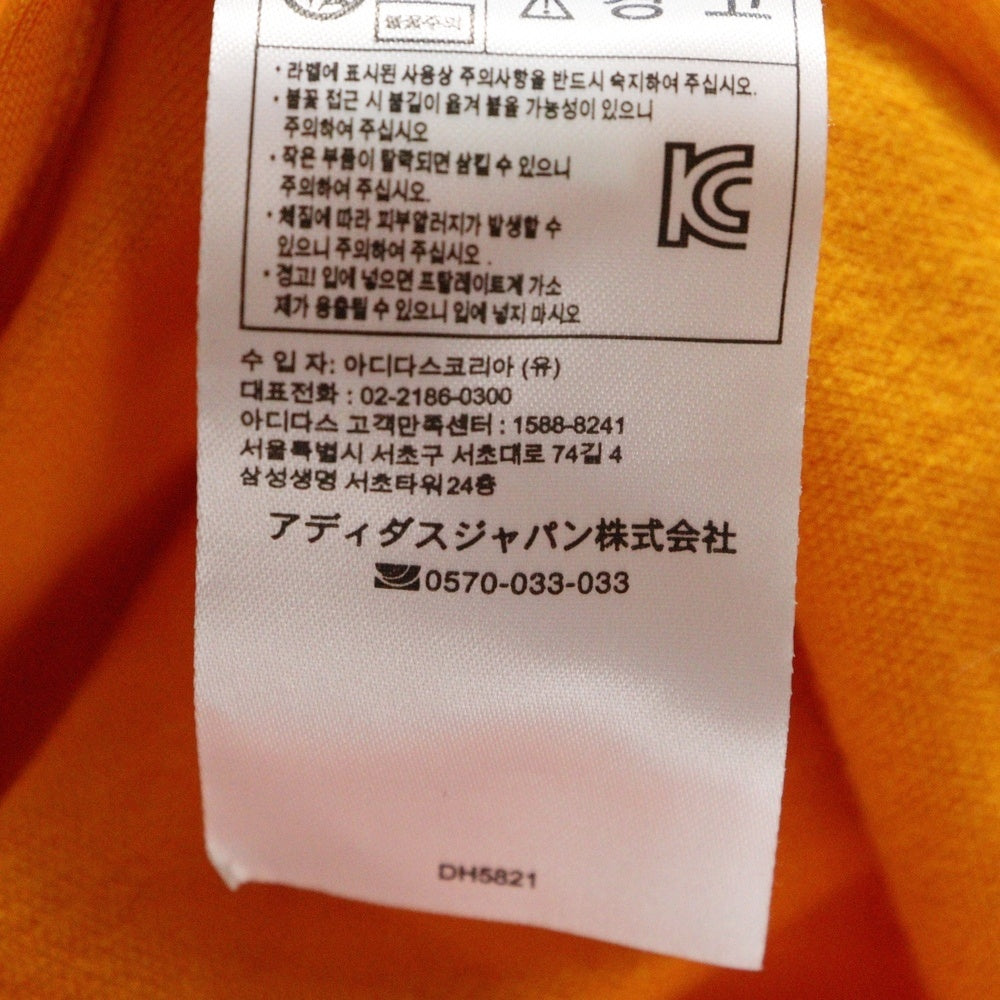 경고
· 라벨에 표시된 사용상 주의사항을 반드시 숙지하여 주십시오.
· 불꽃 접근 시 불길이 옮겨 붙을 가능성이 있으니
주의하여 주십시오
· 작은 부품이 탈락되면 삼킬 수 있으니
주의하여 주십시오.
· 체질에 따라 피부알러지가 발생할 수
있으니 주의하여 주십시오 .
· 경고! 입에 넣으면 프탈레이트계 가소
제가 용출될 수 있으니 입에 넣지 마시오
KC
수 입 자: 아디다스코리아 (유)
대표전화 : 02-2186-0300
아디다스 고객만족센터 : 1588-8241
서울특별시 서초구 서초대로 74길 4
삼성생명 서초타워24층
アディダスジャパン株式会社
0570-033-033
DH5821